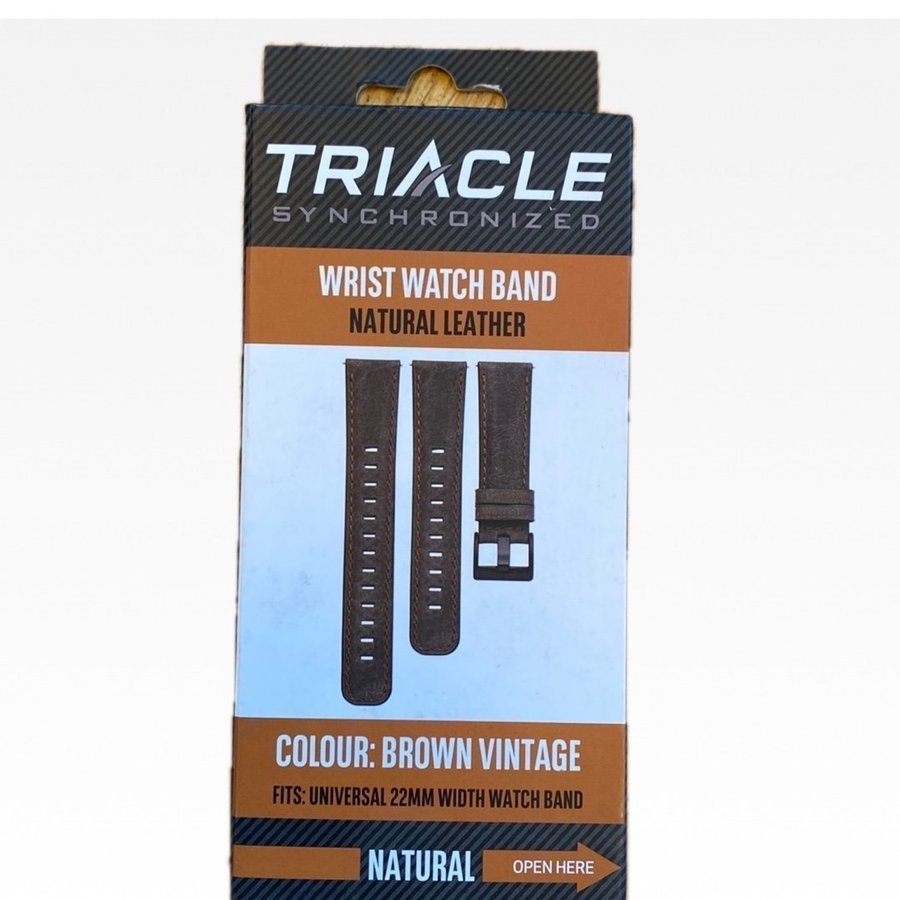 TRIACLE
SYNCHRONIZED
WRIST WATCH BAND
NATURAL LEATHER
COLOUR: BROWN VINTAGE
FITS: UNIVERSAL 22MM WIDTH WATCH BAND
NATURAL
OPEN HERE